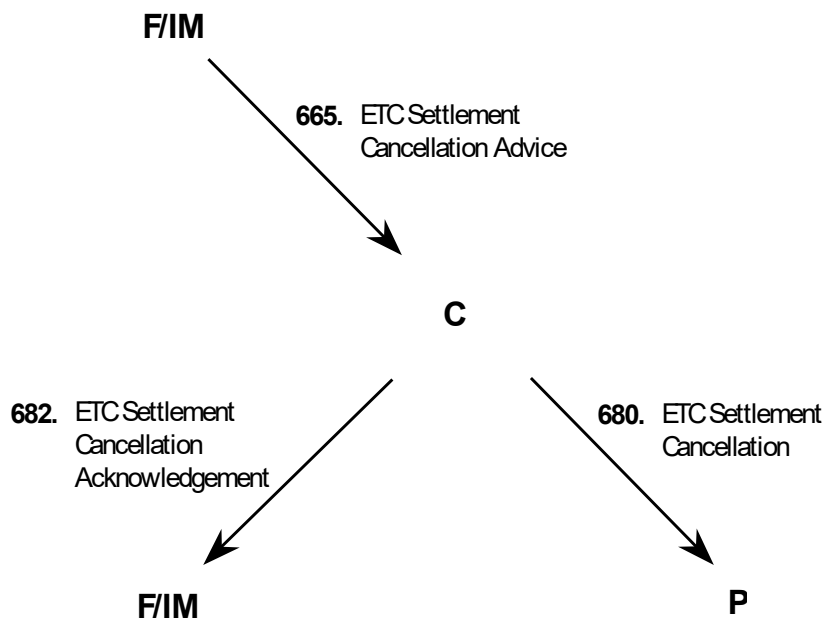 F/IM
665. ETC Settlement
Cancellation Advice
C
682. ETC Settlement
Cancellation
Acknowledgement
680. ETC Settlement
Cancellation
F/IM
P